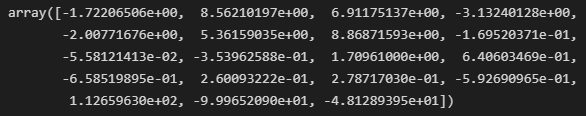 array([-1.72206506e+00, 8.56210197e+00, 6.91175137e+00, -3.13240128e+00,
-2.00771676e+00, 5.36159035e+00, 8.86871593e+00, -1.69520371e-01,
-5.58121413e-02, -3.53962588e-01, 1.70961000e+00, 6.40603469e-01,
-6.58519895e-01, 2.60093222e-01, 2.78717030e-01, -5.92690965e-01,
1.12659630e+02, -9.99652090e+01, -4.81289395e+01])